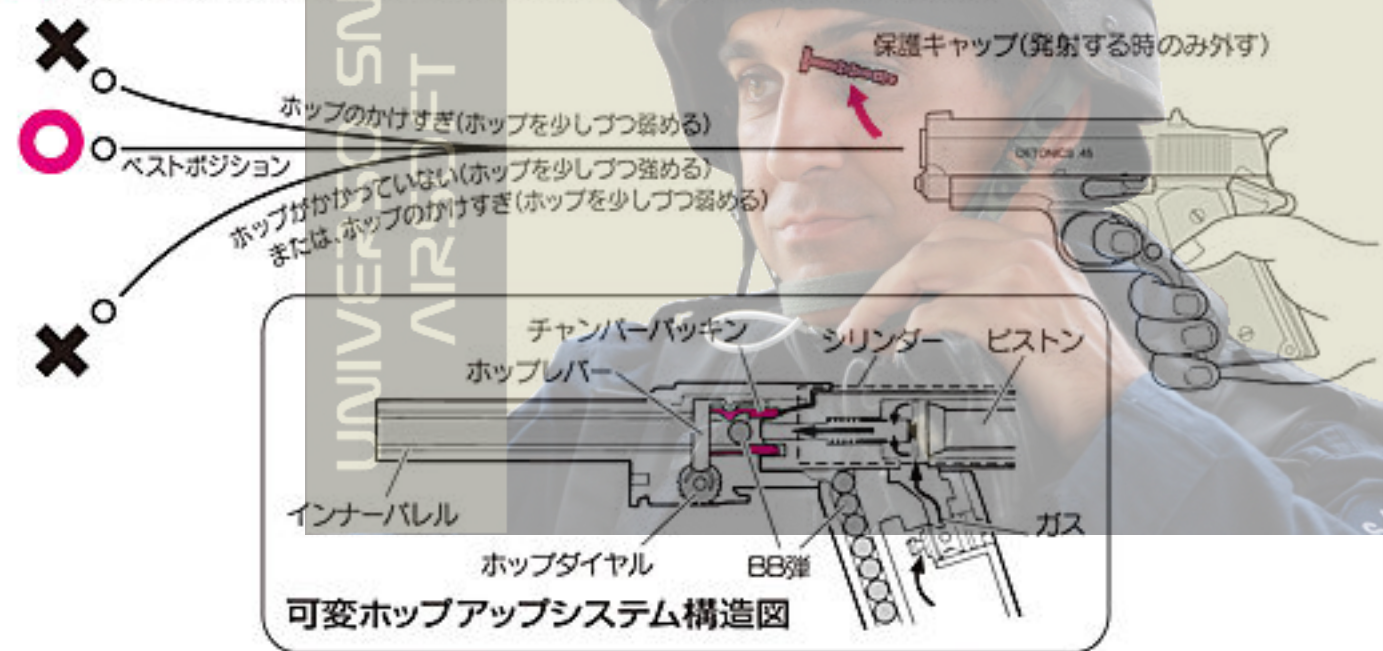 保護キャップ(発射する時のみ外す)
ホップのかけすぎ(ホップを少しづつ弱める)
ベストポジション
ホップがかかっていない(ホップを少しづつ強める)
または、ホップのかけすぎ(ホップを少しづつ弱める)
DETONICS .45
UNIVERSO SN
AIRSFT
チャンバーパッキン
シリンダー
ピストン
ホップレバー
インナーバレル
ホップダイヤル
BB弾
ガス
可変ホップアップシステム構造図